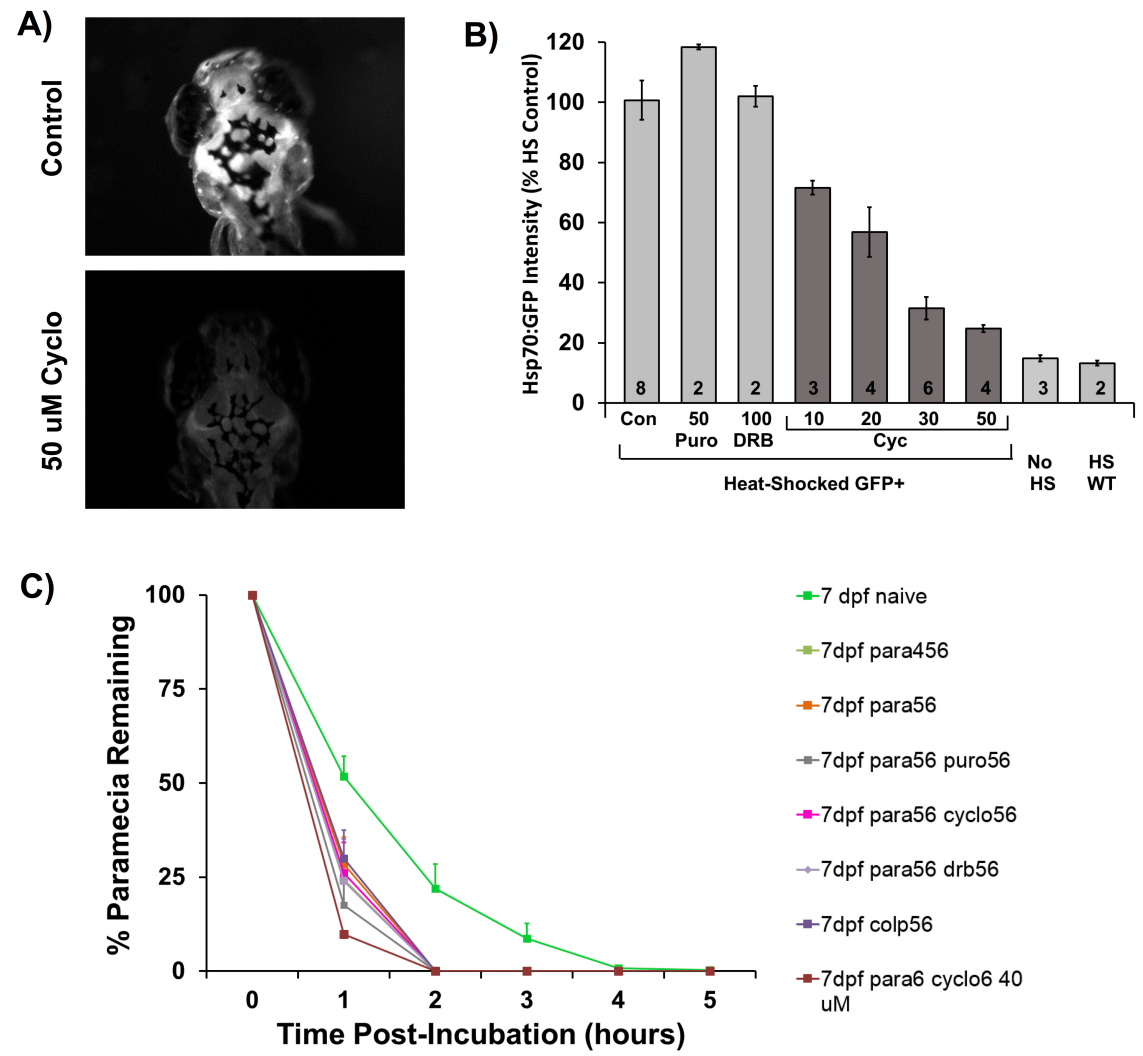 A)
Control
50 uM Cyclo
B)
Hsp70:GFP Intensity (% HS Control)
120
100
80
60
40
20
0
8 2 2 3 4 6 4 3 2
Con 50 100 10 20 30 50
Puro DRB Cyc
No HS
HS WT
Heat-Shocked GFP+
C)
% Paramecia Remaining
100
75
50
25
0
0 1 2 3 4 5
Time Post-Incubation (hours)
7 dpf naive
7dpf para456
7dpf para56
7dpf para56 puro56
7dpf para56 cyclo56
7dpf para56 drb56
7dpf colp56
7dpf para6 cyclo6 40
uM